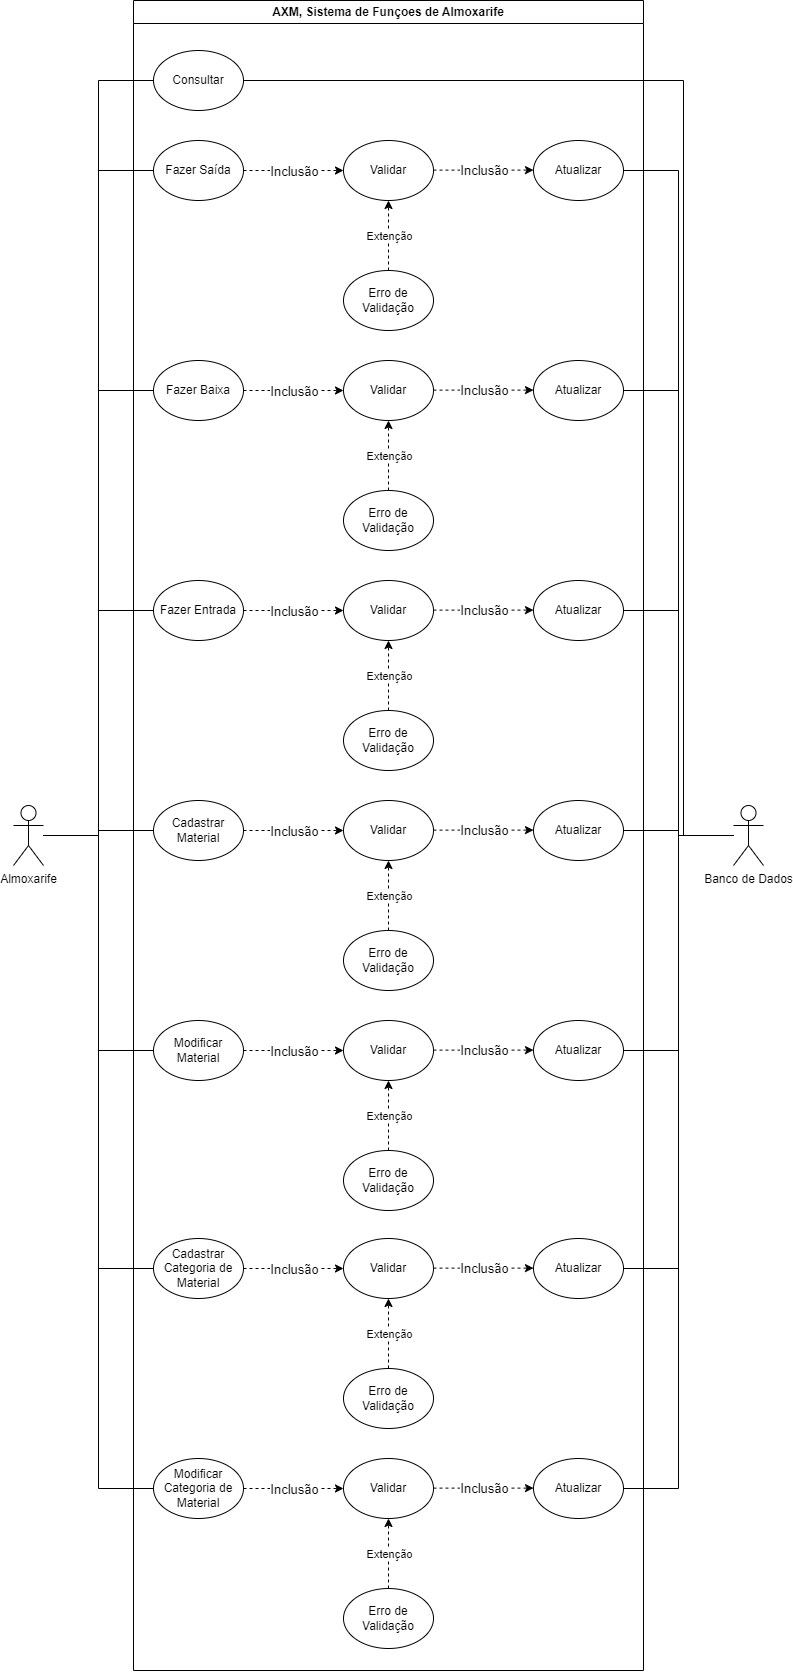 AXM, Sistema de Funçoes de Almoxarife
Consultar
Fazer Saída
Inclusão
Validar
Inclusão
Atualizar
Extenção
Erro de
Validação
Fazer Baixa
Inclusão
Validar
Inclusão
Atualizar
Extenção
Erro de
Validação
Fazer Entrada
Inclusão
Validar
Inclusão
Atualizar
Extenção
Erro de
Validação
Cadastrar
Material
Inclusão
Validar
Inclusão
Atualizar
Almoxarife
Banco de Dados
Extenção
Erro de
Validação
Modificar
Material
Inclusão
Validar
Inclusão
Atualizar
Extenção
Erro de
Validação
Cadastrar
Categoria de
Material
Inclusão
Validar
Inclusão
Atualizar
Extenção
Erro de
Validação
Modificar
Categoria de
Material
Inclusão
Validar
Inclusão
Atualizar
Extenção
Erro de
Validação